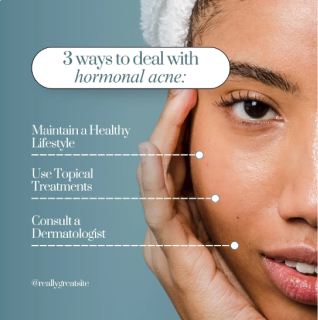 3 ways to deal with
hormonal acne:
Maintain a Healthy
Lifestyle
Use Topical
Treatments
Consult a
Dermatologist
@reallygreatsite